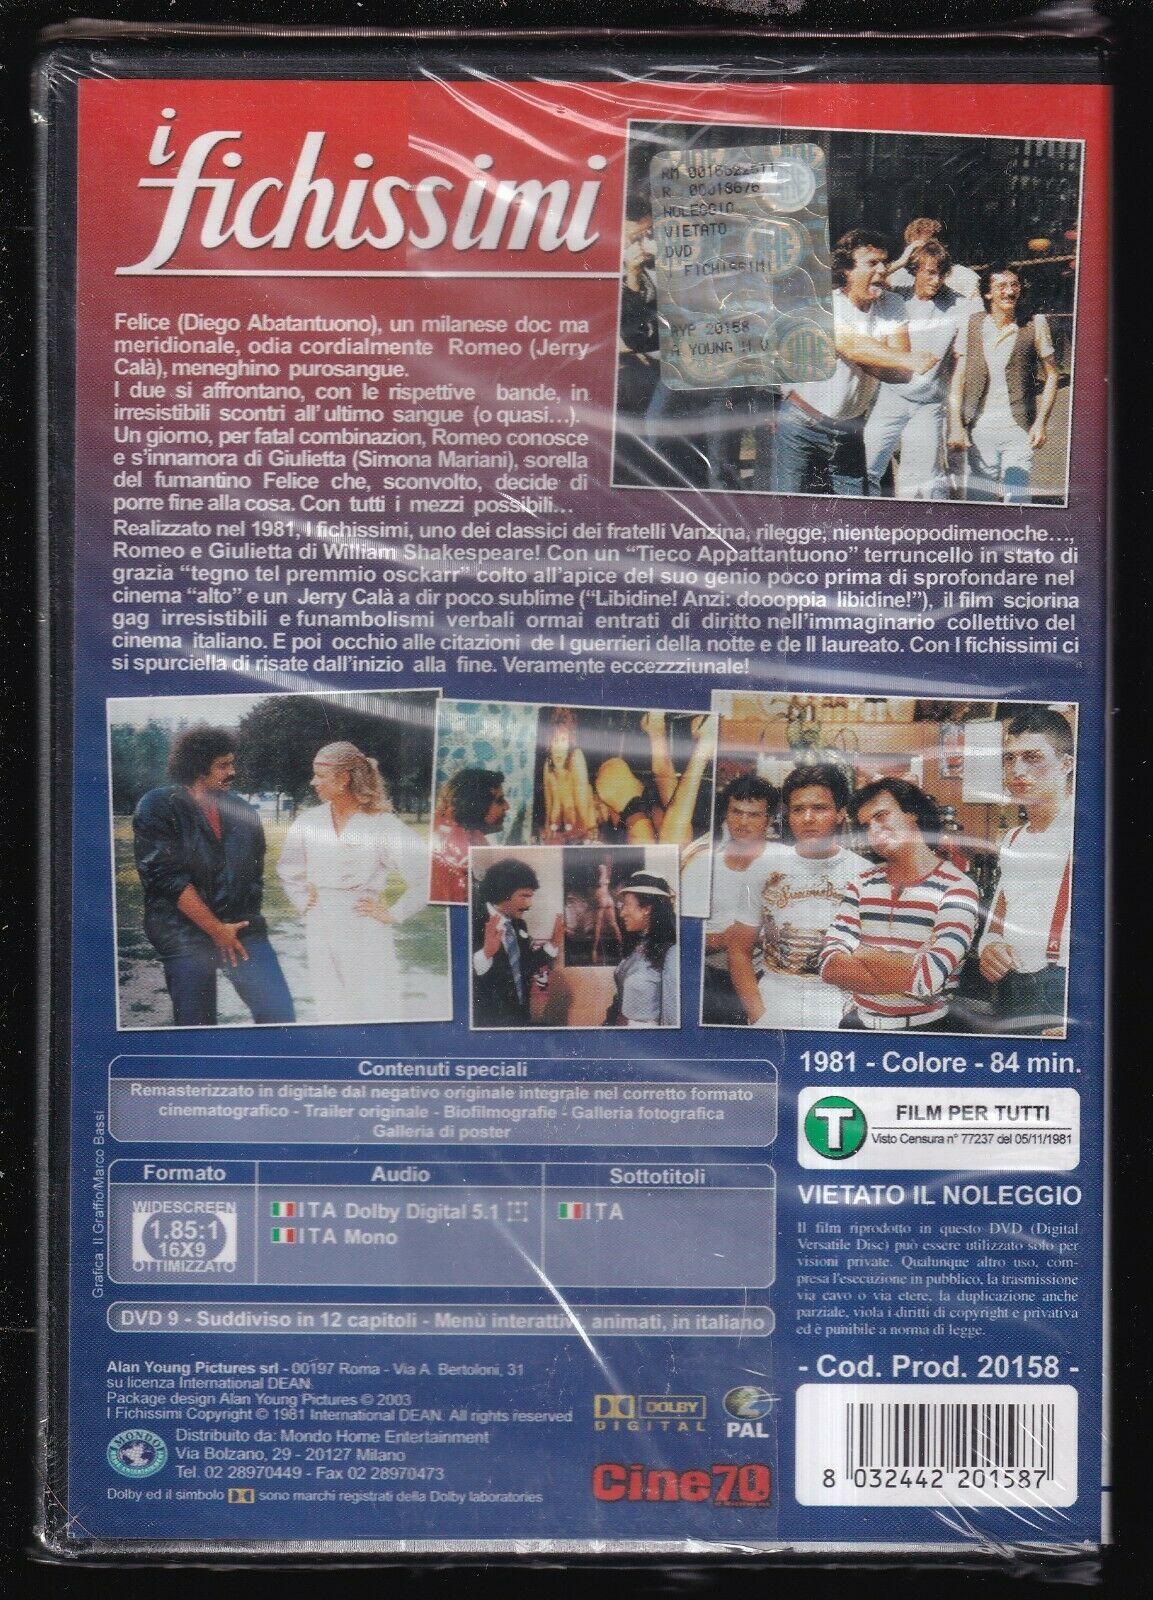 i fichissimi
RM 00163225
R. 00018676
NOLEGGIO
VIETATO
DVD
I FICHISSIMI
AYP 20158
A YOUNG H V
Felice (Diego Abatantuono), un milanese doc ma
meridionale, odia cordialmente Romeo (Jerry
Calà), meneghino purosangue.
I due si affrontano, con le rispettive bande, in
irresistibili scontri all'ultimo sangue (o quasi...).
Un giorno, per fatal combinazion, Romeo conosce
e s'innamora di Giulietta (Simona Mariani), sorella
del fumantino Felice che, sconvolto, decide di
porre fine alla cosa. Con tutti i mezzi possibili...
Realizzato nel 1981, I fichissimi, uno dei classici dei fratelli Vanzina, rilegge, nientepopodimenoche...,
Romeo e Giulietta di William Shakespeare! Con un "Tieco Appattantuono" terruncello in stato di
grazia "tegno tel premmio osckarr" colto all'apice del suo genio poco prima di sprofondare nel
cinema "alto" e un Jerry Calà a dir poco sublime ("Libidine! Anzi: doooppia libidine!"), il film sciorina
gag irresistibili e funambolismi verbali ormai entrati di diritto nell'immaginario collettivo del
cinema italiano. E poi occhio alle citazioni de I guerrieri della notte e de Il laureato. Con I fichissimi ci
si spurciella di risate dall'inizio alla fine. Veramente eccezzziunale!
Contenuti speciali
Remasterizzato in digitale dal negativo originale integrale nel corretto formato
cinematografico - Trailer originale - Biofilmografie - Galleria fotografica
Galleria di poster
Formato
WIDESCREEN
1.85:1
16X9
OTTIMIZZATO
Audio
ITA Dolby Digital 5.1
ITA Mono
Sottotitoli
ITA
DVD 9 - Suddiviso in 12 capitoli - Menù interattivi, animati, in italiano
Grafica Il Graffio/Marco Bassi
1981 - Colore - 84 min.
T
FILM PER TUTTI
Visto Censura n° 77237 del 05/11/1981
VIETATO IL NOLEGGIO
Il film riprodotto in questo DVD (Digital
Versatile Disc) può essere utilizzato solo per
visioni private. Qualunque altro uso, com-
presa l'esecuzione in pubblico, la trasmissione
via cavo o via etere, la duplicazione anche
parziale, viola i diritti di copyright e privativa
ed è punibile a norma di legge.
- Cod. Prod. 20158 -
8 032442 201587
Alan Young Pictures srl - 00197 Roma - Via A. Bertoloni, 31
su licenza International DEAN.
Package design Alan Young Pictures © 2003
I Fichissimi Copyright © 1981 International DEAN. All rights reserved
MONDO
Distribuito da: Mondo Home Entertainment
Via Bolzano, 29 - 20127 Milano
Tel. 02 28970449 - Fax 02 28970473
Dolby ed il simbolo sono marchi registrati della Dolby laboratories
DOLBY
DIGITAL
2
PAL
Cine70